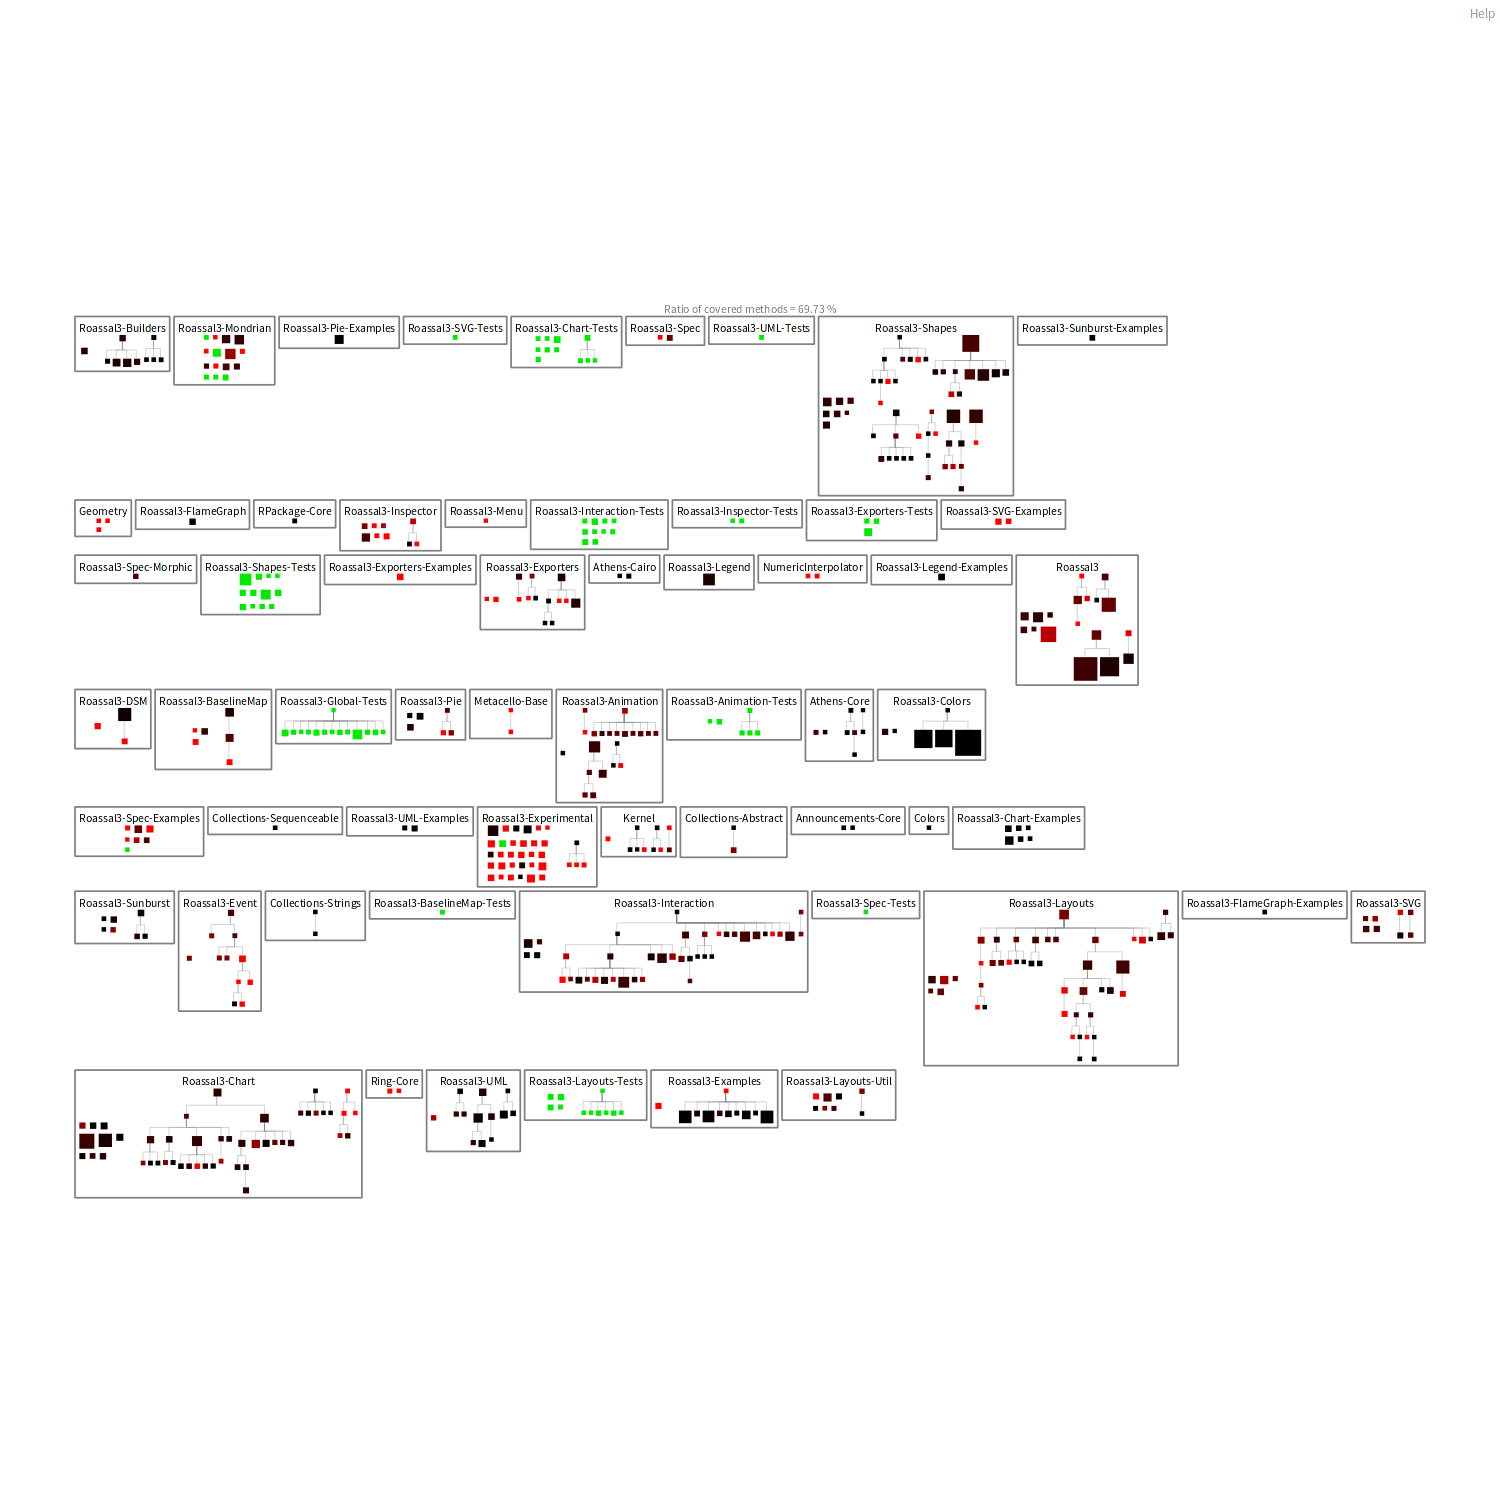 Help
Ratio of covered methods = 69.73 %
Roassal3-Builders
Roassal3-Mondrian
Roassal3-Pie-Examples
Roassal3-SVG-Tests
Roassal3-Chart-Tests
Roassal3-Spec
Roassal3-UML-Tests
Roassal3-Shapes
Roassal3-Sunburst-Examples
Geometry
Roassal3-FlameGraph
RPackage-Core
Roassal3-Inspector
Roassal3-Menu
Roassal3-Interaction-Tests
Roassal3-Inspector-Tests
Roassal3-Exporters-Tests
Roassal3-SVG-Examples
Roassal3-Spec-Morphic
Roassal3-Shapes-Tests
Roassal3-Exporters-Examples
Roassal3-Exporters
Athens-Cairo
Roassal3-Legend
NumericInterpolator
Roassal3-Legend-Examples
Roassal3
Roassal3-DSM
Roassal3-BaselineMap
Roassal3-Global-Tests
Roassal3-Pie
Metacello-Base
Roassal3-Animation
Roassal3-Animation-Tests
Athens-Core
Roassal3-Colors
Roassal3-Spec-Examples
Collections-Sequenceable
Roassal3-UML-Examples
Roassal3-Experimental
Kernel
Collections-Abstract
Announcements-Core
Colors
Roassal3-Chart-Examples
Roassal3-Sunburst
Roassal3-Event
Collections-Strings
Roassal3-BaselineMap-Tests
Roassal3-Interaction
Roassal3-Spec-Tests
Roassal3-Layouts
Roassal3-FlameGraph-Examples
Roassal3-SVG
Roassal3-Chart
Ring-Core
Roassal3-UML
Roassal3-Layouts-Tests
Roassal3-Examples
Roassal3-Layouts-Util